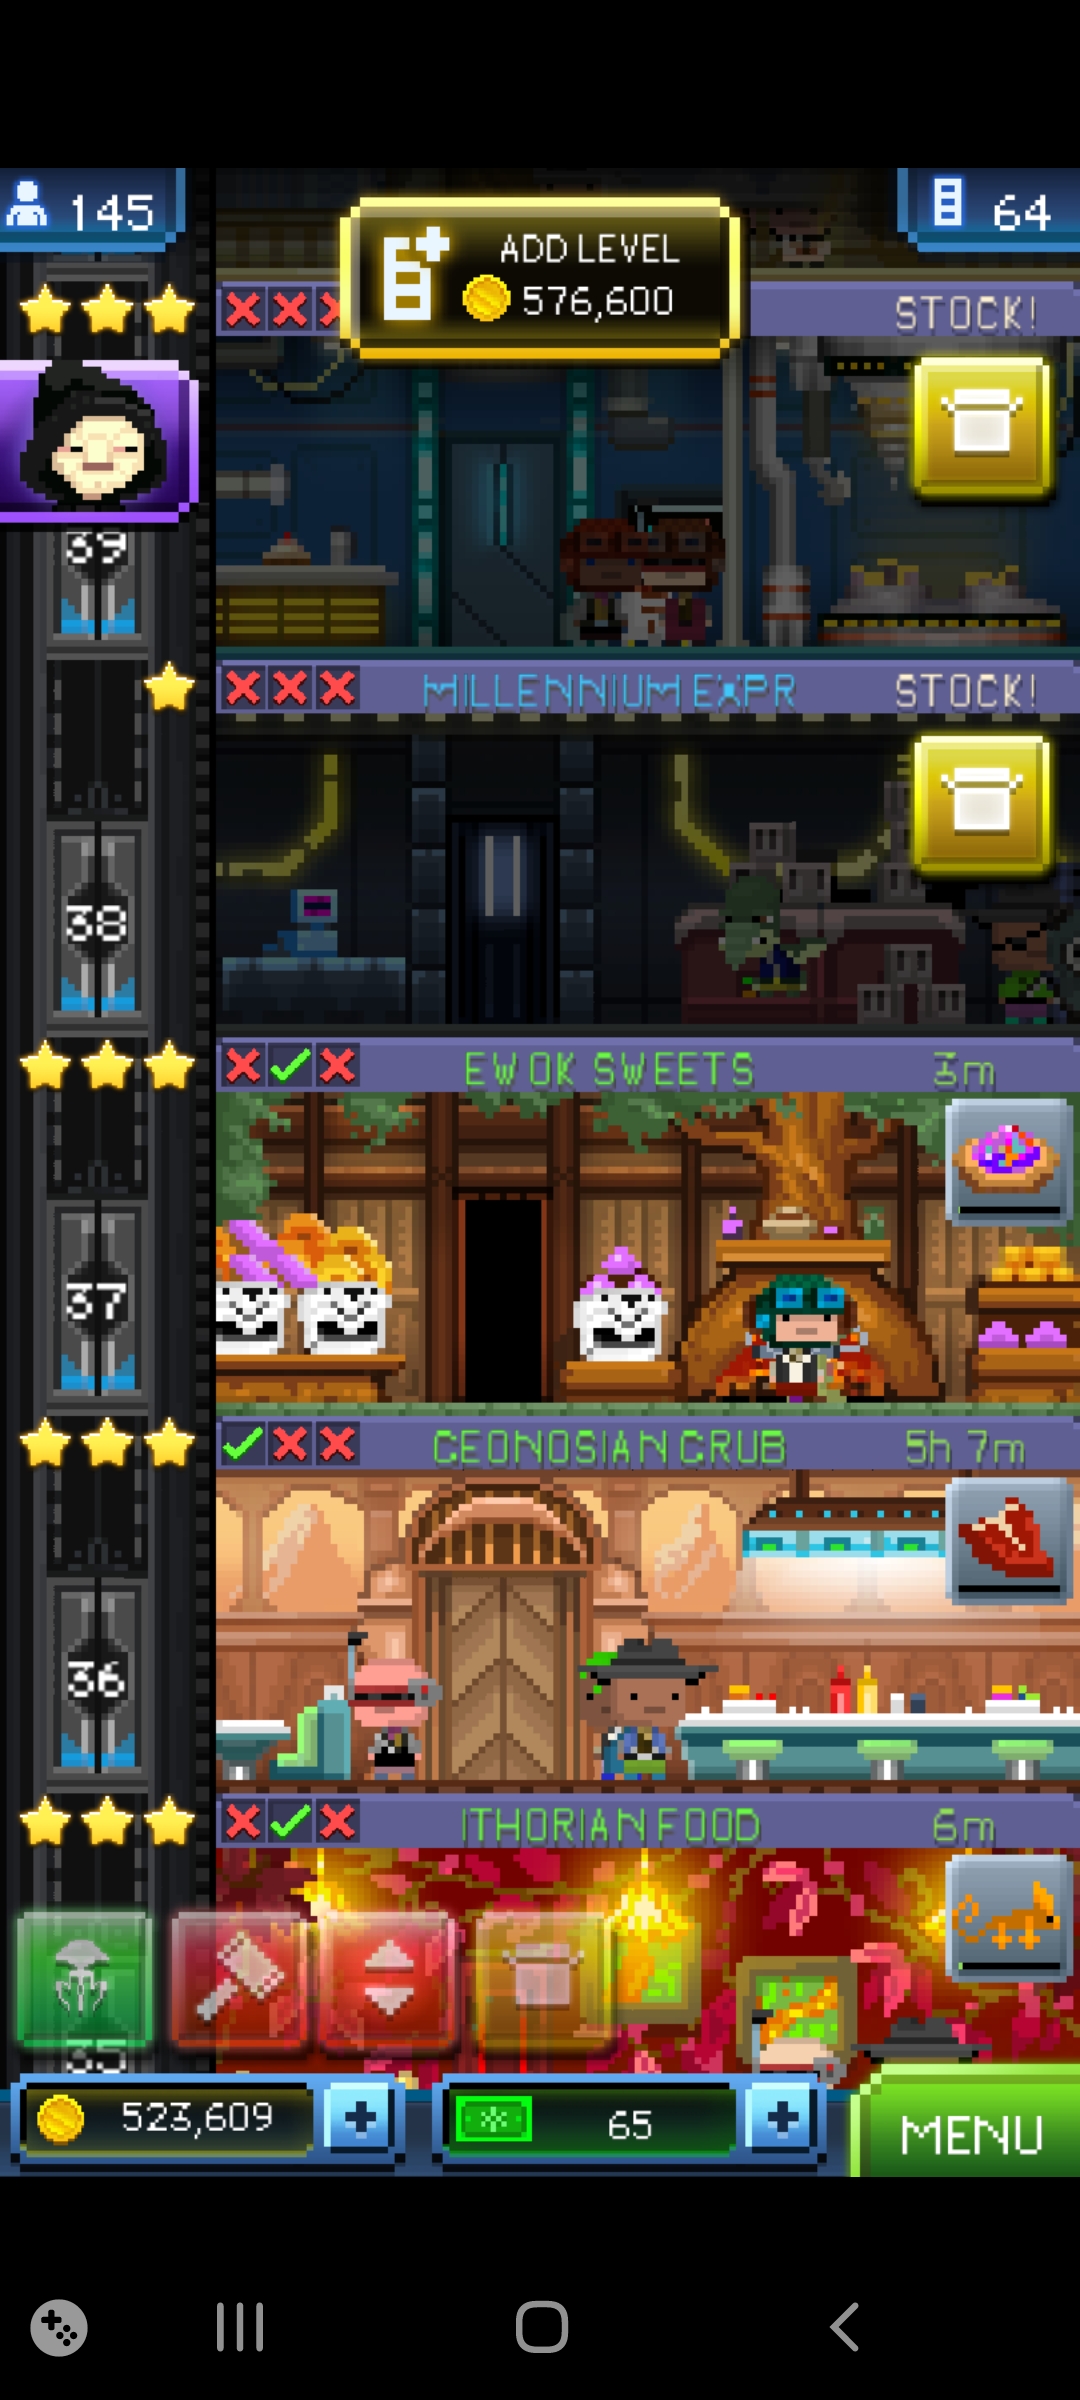 145
64
ADD LEVEL
576,600
STOCK!
39
MILLENNIUM EXPR
STOCK!
38
EWOK SWEETS
3m
37
GEONOSIAN GRUB
5h 7m
36
ITHORIAN FOOD
6m
35
523,609
65
MENU